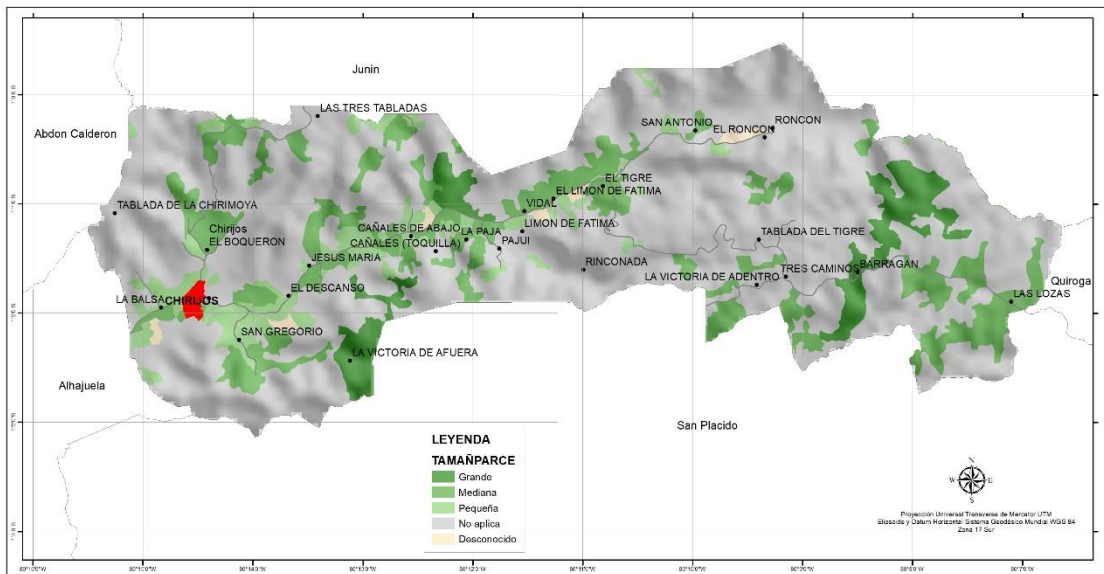 Junin
LAS TRES TABLADAS
Abdon Calderon
SAN ANTONIO
RONCON
EL RONCON
EL TIGRE
EL LIMON DE FATIMA
TABLADA DE LA CHIRIMOYA
VIDAL
Chirijos
CAÑALES DE ABAJO
LIMON DE FATIMA
EL BOQUERON
LA PAJA
TABLADA DEL TIGRE
CAÑALES (TOQUILLA)
PAJUI
JESUS MARIA
RINCONADA
BARRAGAN
LA VICTORIA DE ADENTRO
TRES CAMINOS
Quiroga
EL DESCANSO
LA BALSA
CHIRIJOS
LAS LOZAS
SAN GREGORIO
LA VICTORIA DE AFUERA
Alhajuela
San Placido
LEYENDA
TAMAÑPARCE
Grande
Mediana
Pequeña
No aplica
Desconocido
N
W E
S
Proyección Universal Transversa de Mercator UTM
Elipsoide y Datum Horizontal Sistema Geodésico Mundial WGS 84
Zona 17 Sur